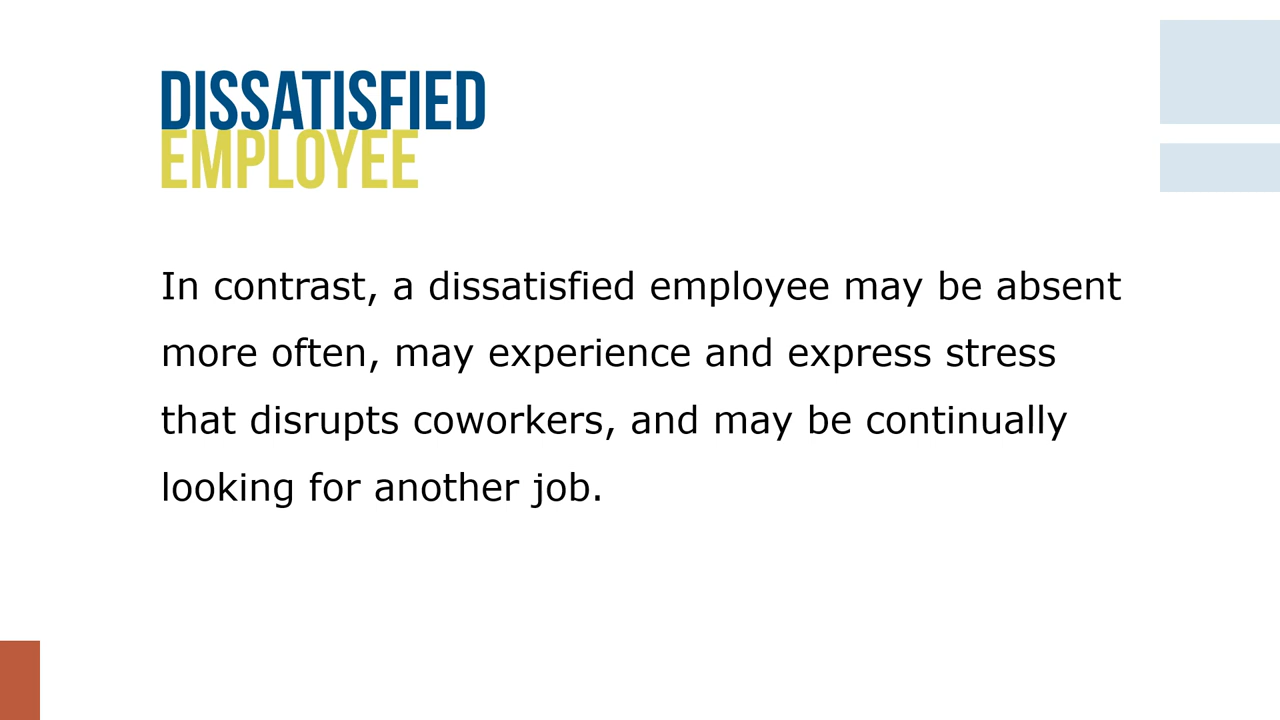 DISSATISFIED
EMPLOYEE
In contrast, a dissatisfied employee may be absent
more often, may experience and express stress
that disrupts coworkers, and may be continually
looking for another job.